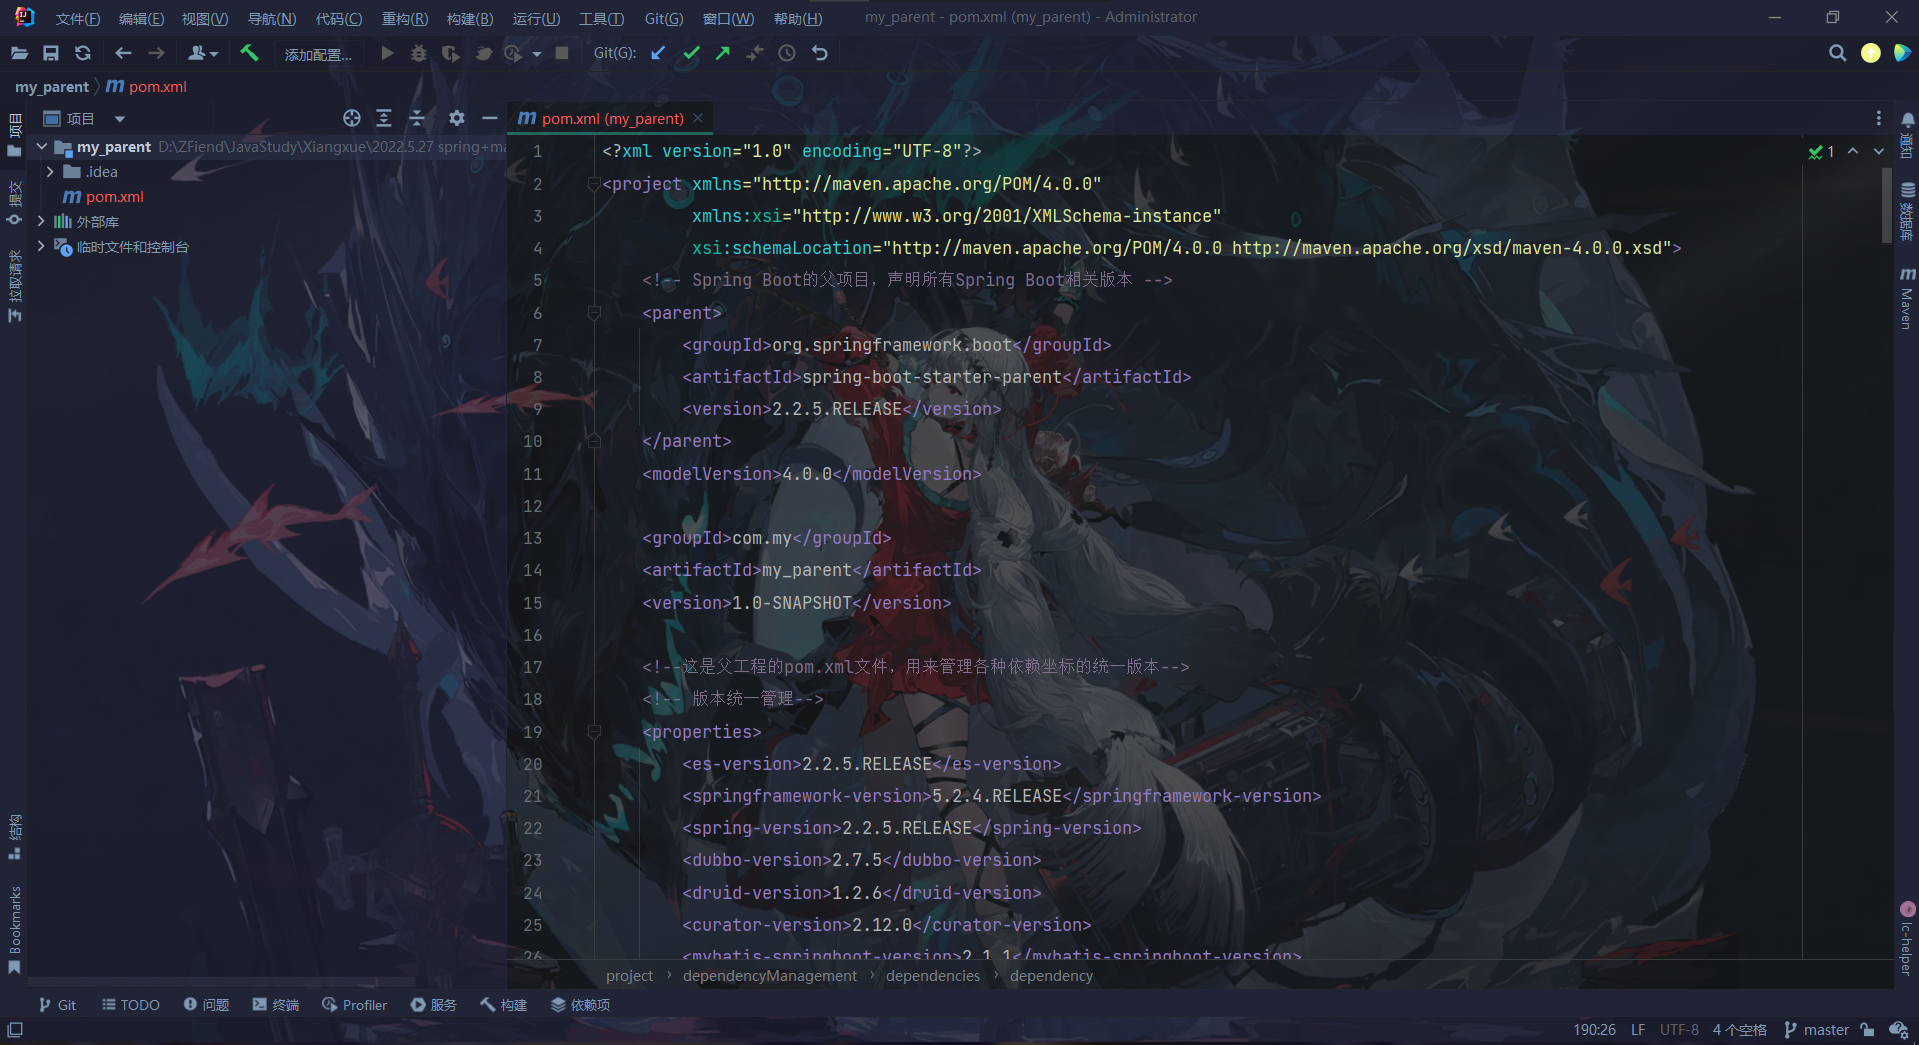 文件(F) 编辑(E) 视图(V) 导航(N) 代码(C) 重构(R) 构建(B) 运行(U) 工具(T) Git(G) 窗口(W) 帮助(H) my_parent - pom.xml (my_parent) - Administrator
添加配置... Git(G):
my_parent 〉 m pom.xml
项目
m pom.xml (my_parent)
my_parent D:\ZFiend\JavaStudy\Xiangxue\2022.5.27 spring+ma
.idea
m pom.xml
外部库
临时文件和控制台
项目
提交
拉取请求
结构
Bookmarks
1 <?xml version="1.0" encoding="UTF-8"?>
2 <project xmlns="http://maven.apache.org/POM/4.0.0"
3 xmlns:xsi="http://www.w3.org/2001/XMLSchema-instance"
4 xsi:schemaLocation="http://maven.apache.org/POM/4.0.0 http://maven.apache.org/xsd/maven-4.0.0.xsd">
5 <!-- Spring Boot的父项目，声明所有Spring Boot相关版本 -->
6 <parent>
7 <groupId>org.springframework.boot</groupId>
8 <artifactId>spring-boot-starter-parent</artifactId>
9 <version>2.2.5.RELEASE</version>
10 </parent>
11 <modelVersion>4.0.0</modelVersion>
12
13 <groupId>com.my</groupId>
14 <artifactId>my_parent</artifactId>
15 <version>1.0-SNAPSHOT</version>
16
17 <!--这是父工程的pom.xml文件，用来管理各种依赖坐标的统一版本-->
18 <!-- 版本统一管理-->
19 <properties>
20 <es-version>2.2.5.RELEASE</es-version>
21 <springframework-version>5.2.4.RELEASE</springframework-version>
22 <spring-version>2.2.5.RELEASE</spring-version>
23 <dubbo-version>2.7.5</dubbo-version>
24 <druid-version>1.2.6</druid-version>
25 <curator-version>2.12.0</curator-version>
26 <mybatis-springboot-version>2.1.1</mybatis-springboot-version>
1
通知
数据库
m Maven
lc-helper
project › dependencyManagement › dependencies › dependency
Git TODO 问题 终端 Profiler 服务 构建 依赖项
190:26 LF UTF-8 4 个空格 master